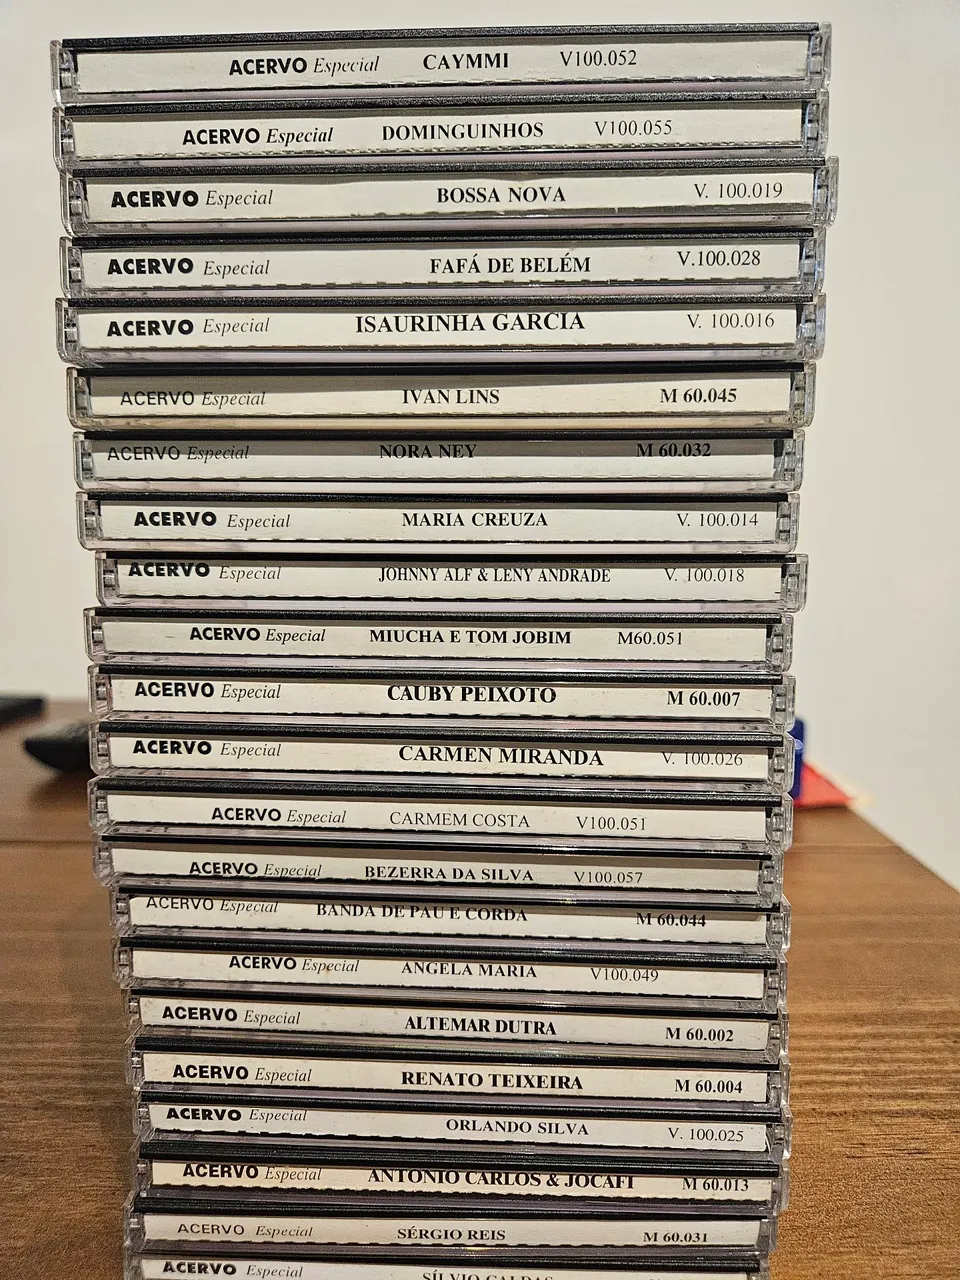 ACERVO Especial CAYMMI V100.052
ACERVO Especial DOMINGUINHOS V100.055
ACERVO Especial BOSSA NOVA V. 100.019
ACERVO Especial FAFÁ DE BELÉM V.100.028
ACERVO Especial ISAURINHA GARCIA V. 100.016
ACERVO Especial IVAN LINS M 60.045
ACERVO Especial NORA NEY M 60.032
ACERVO Especial MARIA CREUZA V. 100.014
ACERVO Especial JOHNNY ALF & LENY ANDRADE V. 100.018
ACERVO Especial MIUCHA E TOM JOBIM M60.051
ACERVO Especial CAUBY PEIXOTO M 60.007
ACERVO Especial CARMEN MIRANDA V. 100.026
ACERVO Especial CARMEM COSTA V100.051
ACERVO Especial BEZERRA DA SILVA V100.057
ACERVO Especial BANDA DE PAU E CORDA M 60.044
ACERVO Especial ANGELA MARIA V100.049
ACERVO Especial ALTEMAR DUTRA M 60.002
ACERVO Especial RENATO TEIXEIRA M 60.004
ACERVO Especial ORLANDO SILVA V. 100.025
ACERVO Especial ANTONIO CARLOS & JOCAFI M 60.013
ACERVO Especial SÉRGIO REIS M 60.031
ACERVO Especial SÍLVIO CALDAS